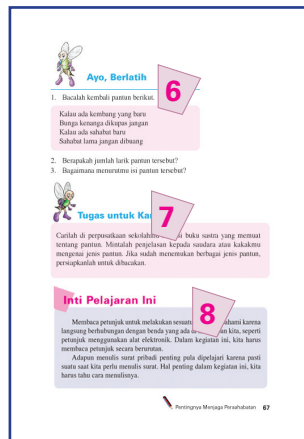 Ayo, Berlatih
6
1. Bacalah kembali pantun berikut.
Kalau ada kembang yang baru
Bunga kenanga dikupas jangan
Kalau ada sahabat baru
Sahabat lama jangan dibuang
2. Berapakah jumlah larik pantun tersebut?
3. Bagaimana menurutmu isi pantun tersebut?
Tugas untuk Ka
7
Carilah di perpustakaan sekolahmu buku sastra yang memuat
tentang pantun. Mintalah penjelasan kepada saudara atau kakakmu
mengenai jenis pantun. Jika sudah menemukan berbagai jenis pantun,
persiapkanlah untuk dibacakan.
Inti Pelajaran Ini
8
Membaca petunjuk untuk melakukan sesuatu hami karena
langsung berhubungan dengan benda yang ada di an kita, seperti
petunjuk menggunakan alat elektronik. Dalam kegiatan ini, kita harus
membaca petunjuk secara berurutan.
Adapun menulis surat pribadi penting pula dipelajari karena pasti
suatu saat kita perlu menulis surat. Hal penting dalam kegiatan ini, kita
harus tahu cara menulisnya.
Pentingnya Menjaga Persahabatan 67